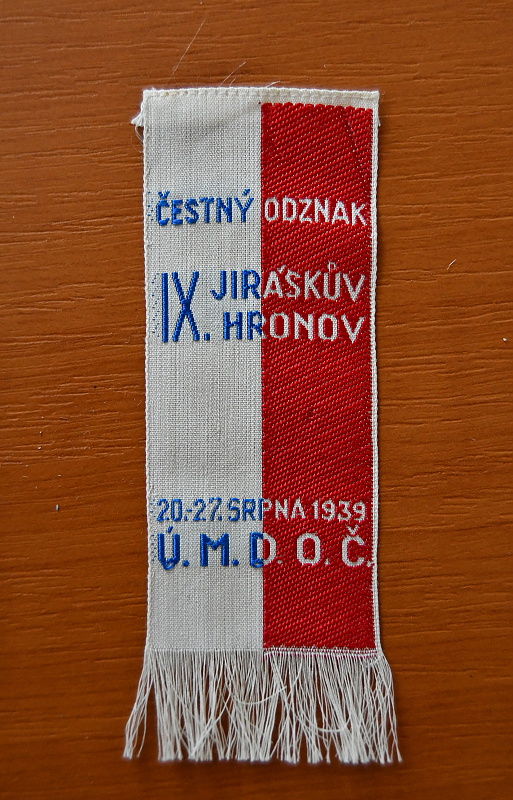 ČESTNÝ ODZNAK
IX. JIRÁSKŮV
HRONOV
20.-27. SRPNA 1939
Ú. M. D. O. Č.